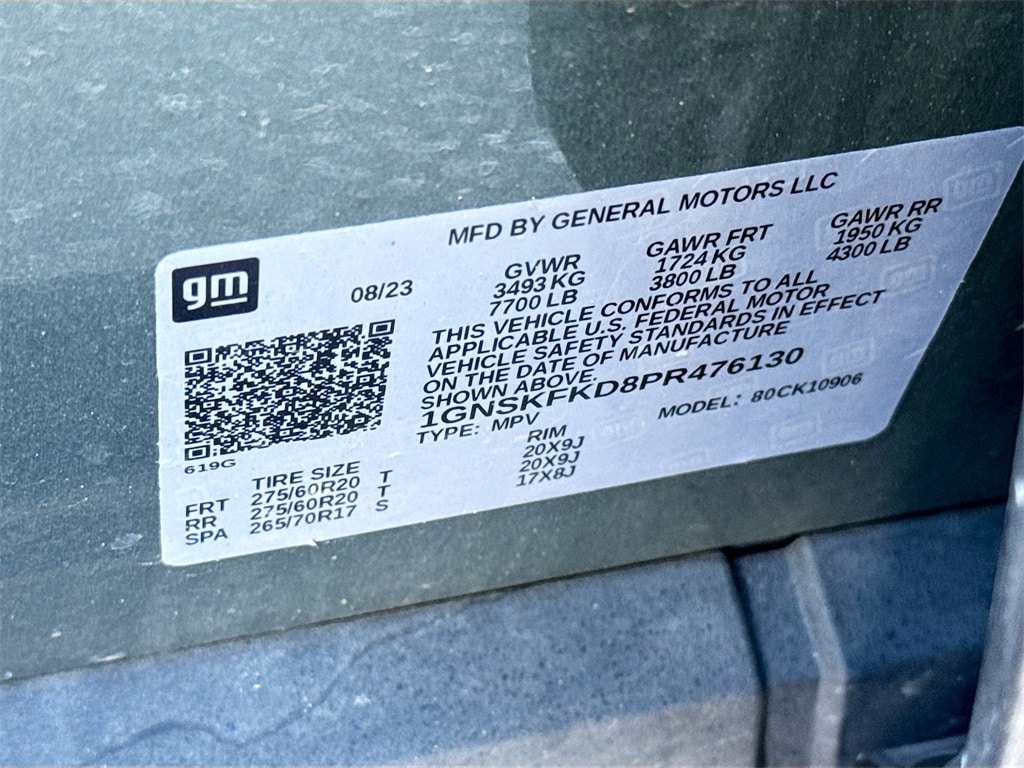 MFD BY GENERAL MOTORS LLC
gm
08/23
GVWR GAWR FRT GAWR RR
3493 KG 1724 KG 1950 KG
7700 LB 3800 LB 4300 LB
THIS VEHICLE CONFORMS TO ALL
APPLICABLE U.S. FEDERAL MOTOR
VEHICLE SAFETY STANDARDS IN EFFECT
ON THE DATE OF MANUFACTURE
SHOWN ABOVE.
1GNSKFKD8PR476130
TYPE: MPV MODEL: 80CK10906
619G
TIRE SIZE RIM
FRT 275/60R20 T 20X9J
RR 275/60R20 T 20X9J
SPA 265/70R17 S 17X8J